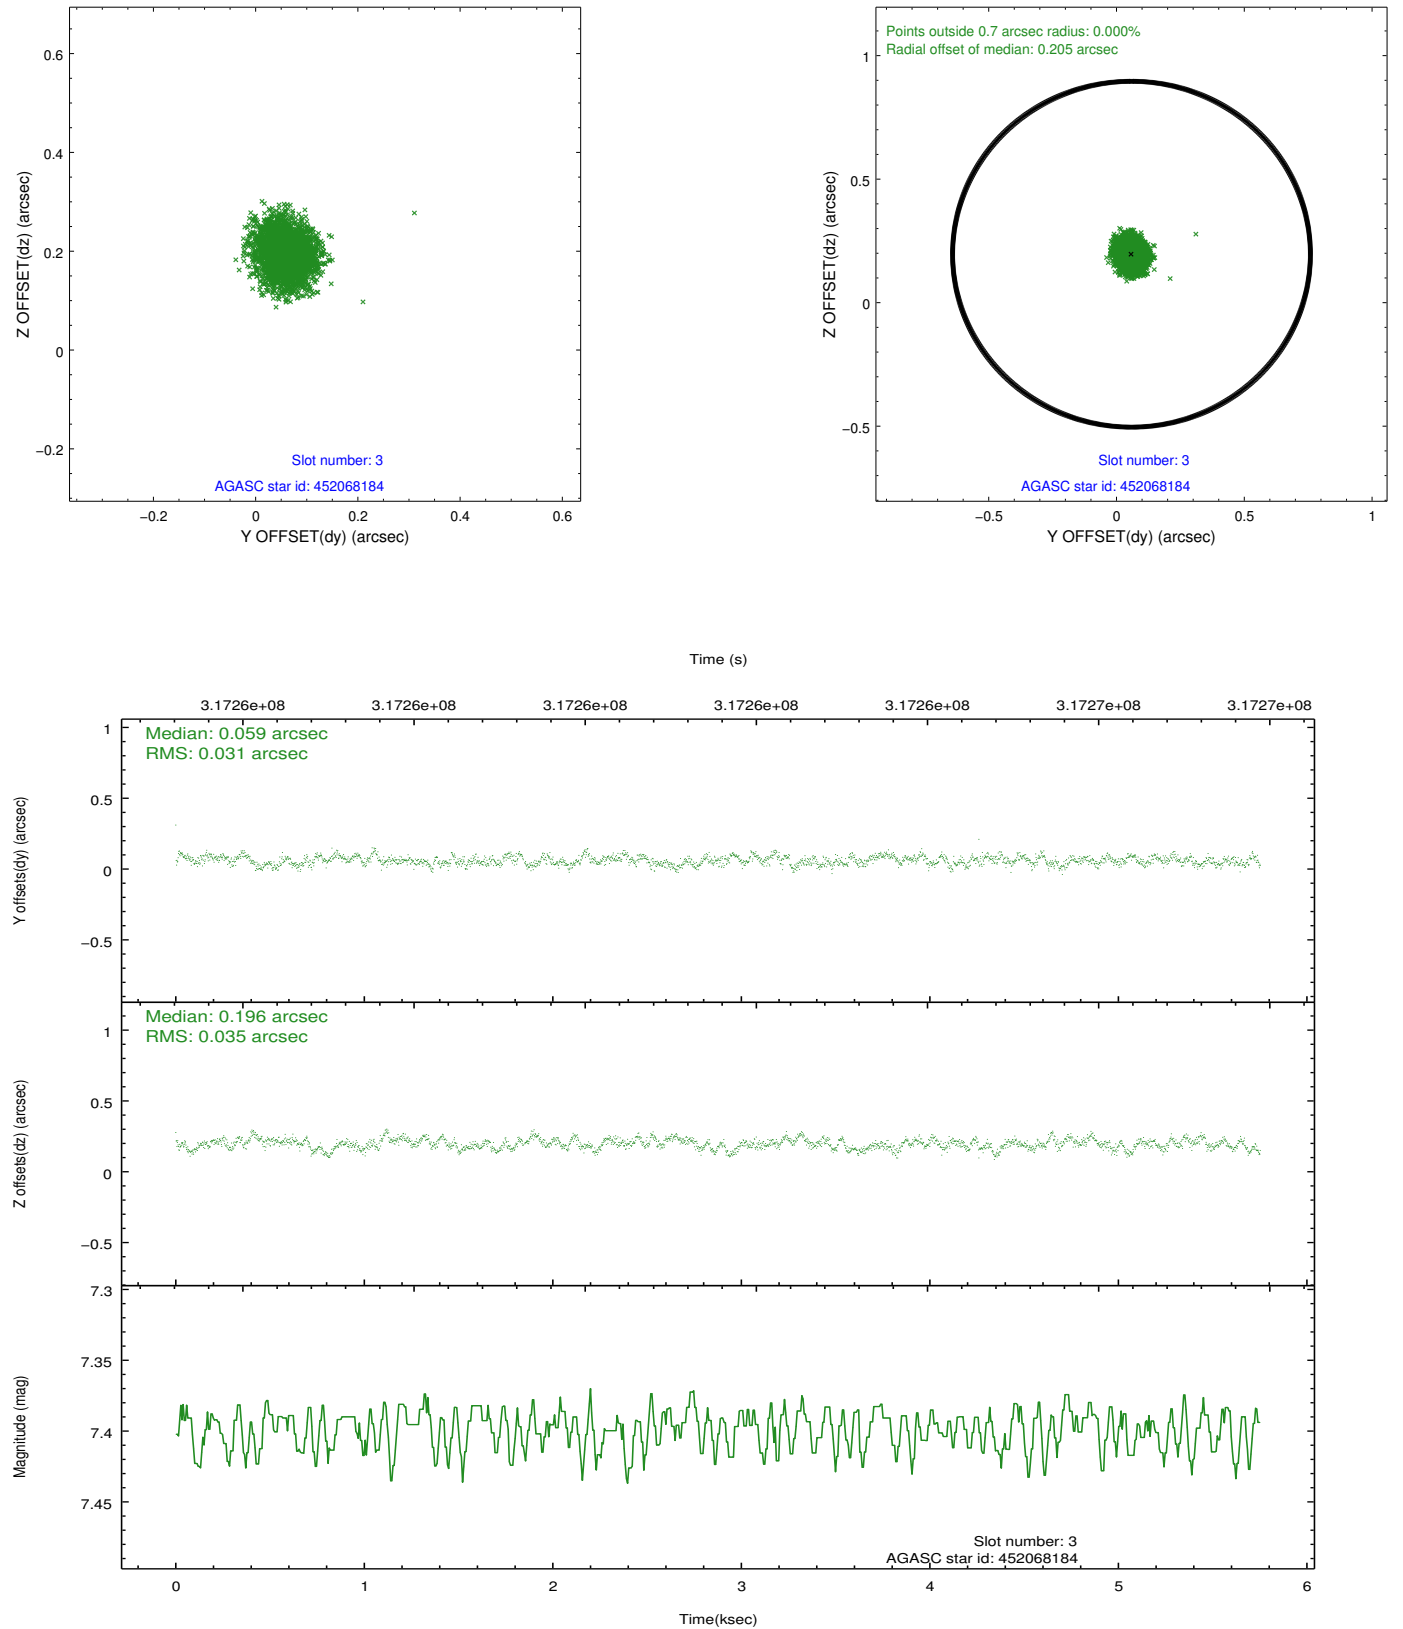 0.6
0.4
0.2
0
−0.2
−0.2 0 0.2 0.4 0.6
Z OFFSET(dz) (arcsec)
Y OFFSET(dy) (arcsec)
Slot number: 3
AGASC star id: 452068184
Points outside 0.7 arcsec radius: 0.000%
Radial offset of median: 0.205 arcsec
1
0.5
0
−0.5
−0.5 0 0.5 1
Z OFFSET(dz) (arcsec)
Y OFFSET(dy) (arcsec)
Slot number: 3
AGASC star id: 452068184
Time (s)
3.1726e+08 3.1726e+08 3.1726e+08 3.1726e+08 3.1726e+08 3.1727e+08 3.1727e+08
Median: 0.059 arcsec
RMS: 0.031 arcsec
1
0.5
0
−0.5
Y offsets(dy) (arcsec)
Median: 0.196 arcsec
RMS: 0.035 arcsec
1
0.5
0
−0.5
Z offsets(dz) (arcsec)
7.3
7.35
7.4
7.45
Magnitude (mag)
Slot number: 3
AGASC star id: 452068184
0 1 2 3 4 5 6
Time(ksec)